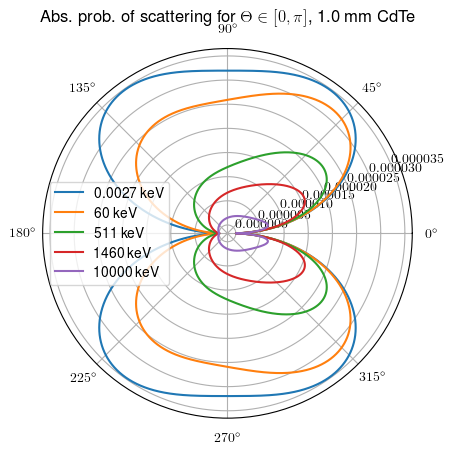 Abs. prob. of scattering for Θ ∈ [0, π], 1.0 mm CdTe
90°
135°
45°
0.000035
0.000030
0.000025
0.000020
0.000015
0.000010
0.000005
0.000000
180°
0°
0.0027 keV
60 keV
511 keV
1460 keV
10000 keV
225°
315°
270°